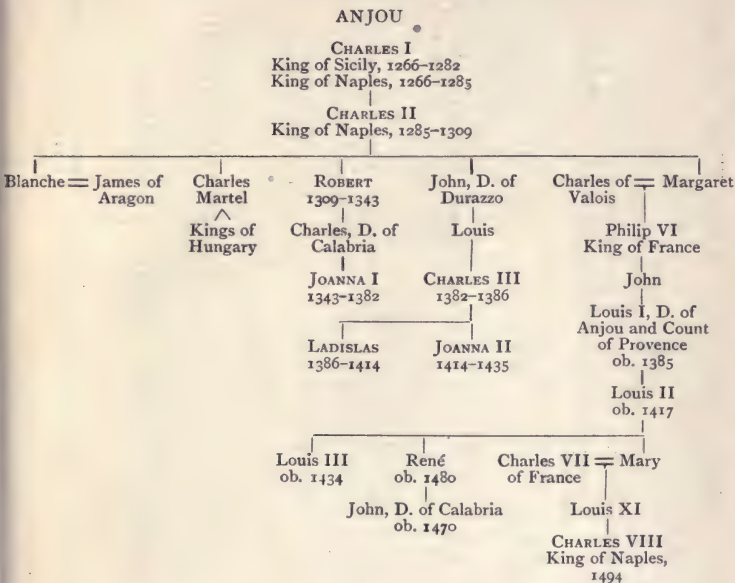 ANJOU
CHARLES I
King of Sicily, 1266–1282
King of Naples, 1266–1285
CHARLES II
King of Naples, 1285–1309
Blanche = James of
Aragon
Charles
Martel
Kings of
Hungary
ROBERT
1309–1343
Charles, D. of
Calabria
JOANNA I
1343–1382
John, D. of
Durazzo
Louis
CHARLES III
1382–1386
LADISLAS
1386–1414
JOANNA II
1414–1435
Charles of = Margaret
Valois
Philip VI
King of France
John
Louis I, D. of
Anjou and Count
of Provence
ob. 1385
Louis II
ob. 1417
Louis III
ob. 1434
René
ob. 1480
John, D. of Calabria
ob. 1470
Charles VII = Mary
of France
Louis XI
CHARLES VIII
King of Naples,
1494